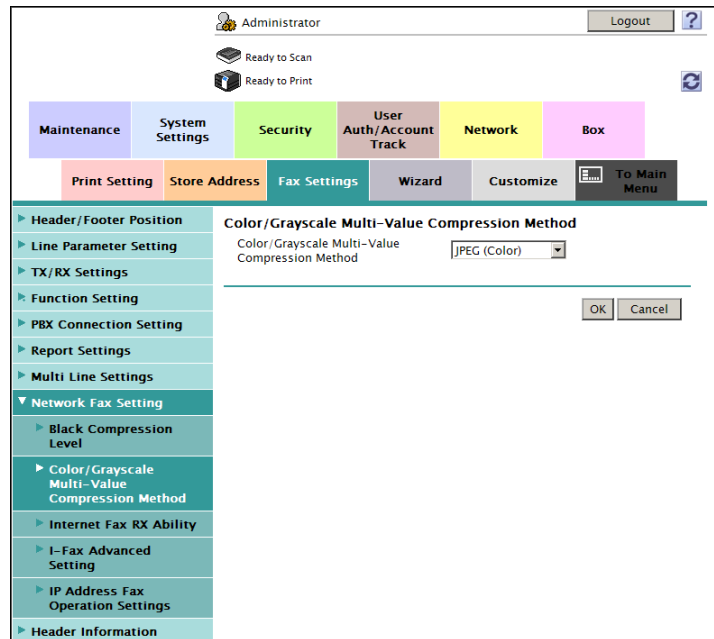 Administrator
Logout
?
Ready to Scan
Ready to Print
Maintenance
System
Settings
Security
User
Auth/Account
Track
Network
Box
Print Setting
Store Address
Fax Settings
Wizard
Customize
To Main
Menu
Header/Footer Position
Line Parameter Setting
TX/RX Settings
Function Setting
PBX Connection Setting
Report Settings
Multi Line Settings
Network Fax Setting
Black Compression
Level
Color/Grayscale
Multi-Value
Compression Method
Internet Fax RX Ability
I-Fax Advanced
Setting
IP Address Fax
Operation Settings
Header Information
Color/Grayscale Multi-Value Compression Method
Color/Grayscale Multi-Value
Compression Method
JPEG (Color)
OK
Cancel